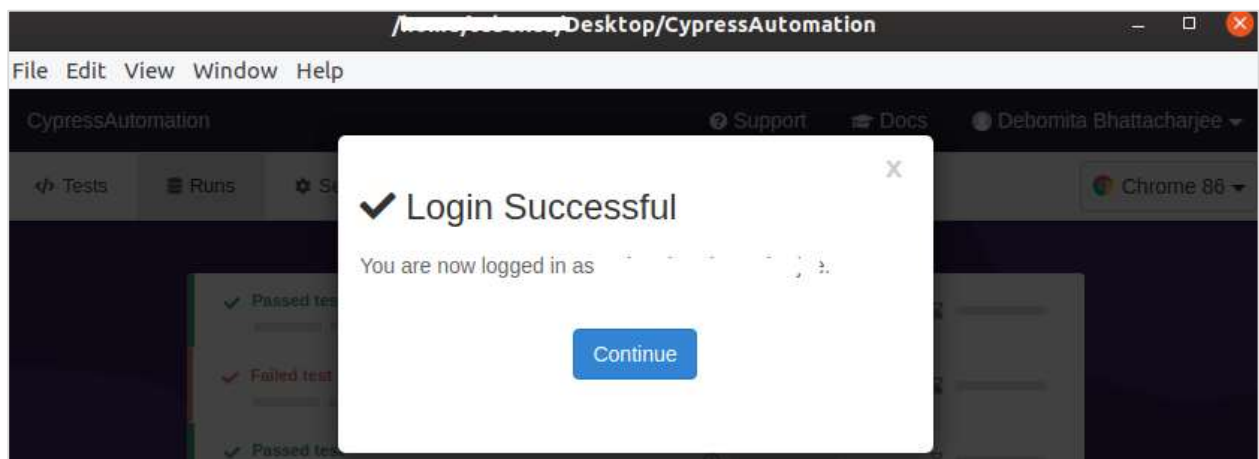 Desktop/CypressAutomation
File Edit View Window Help
CypressAutomation Support Docs Debomita Bhattacharjee
</> Tests Runs Se Chrome 86
X
Login Successful
You are now logged in as
Passed tes
Continue
Failed test
Passed tes